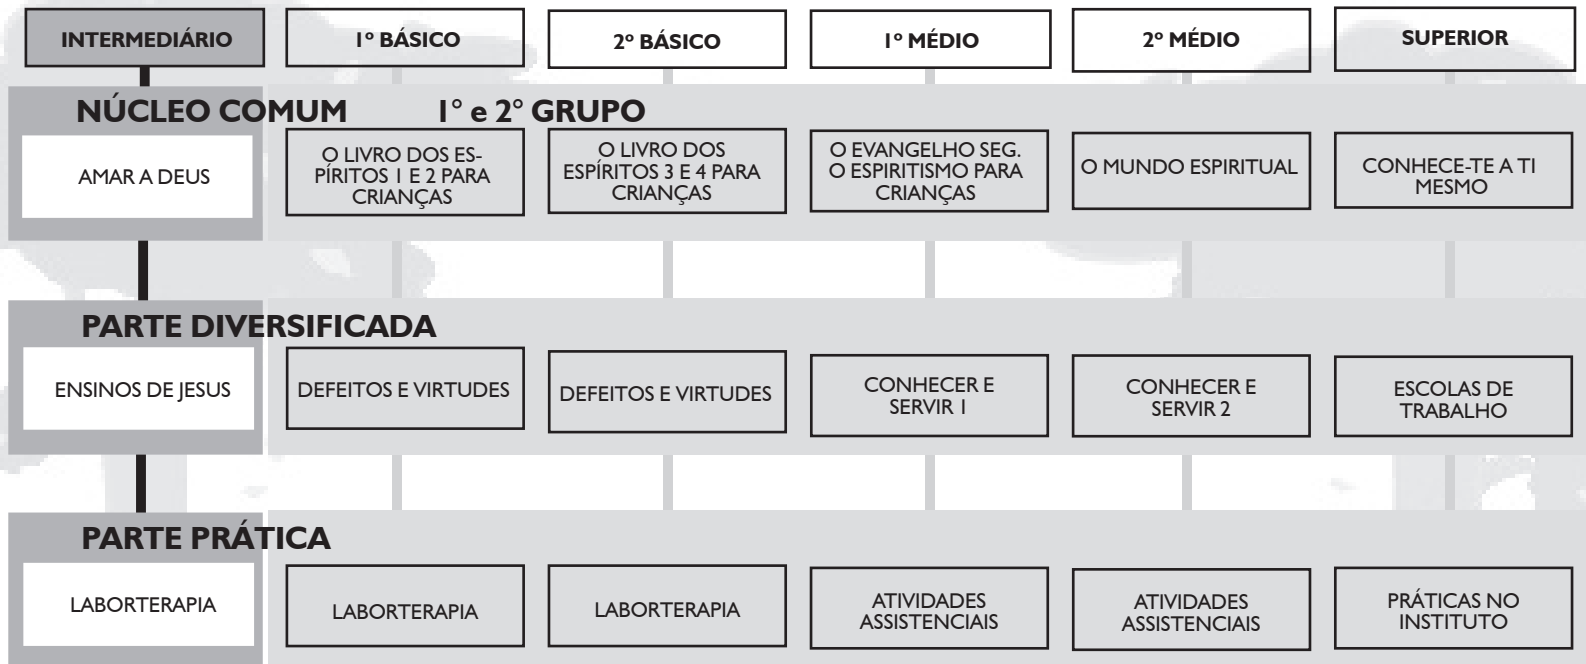 INTERMEDIÁRIO
1º BÁSICO
2º BÁSICO
1º MÉDIO
2º MÉDIO
SUPERIOR
NÚCLEO COMUM 1° e 2° GRUPO
AMAR A DEUS
O LIVRO DOS ES-
PÍRITOS 1 E 2 PARA
CRIANÇAS
O LIVRO DOS
ESPÍRITOS 3 E 4 PARA
CRIANÇAS
O EVANGELHO SEG.
O ESPIRITISMO PARA
CRIANÇAS
O MUNDO ESPIRITUAL
CONHECE-TE A TI
MESMO
PARTE DIVERSIFICADA
ENSINOS DE JESUS
DEFEITOS E VIRTUDES
DEFEITOS E VIRTUDES
CONHECER E
SERVIR 1
CONHECER E
SERVIR 2
ESCOLAS DE
TRABALHO
PARTE PRÁTICA
LABORTERAPIA
LABORTERAPIA
LABORTERAPIA
ATIVIDADES
ASSISTENCIAIS
ATIVIDADES
ASSISTENCIAIS
PRÁTICAS NO
INSTITUTO